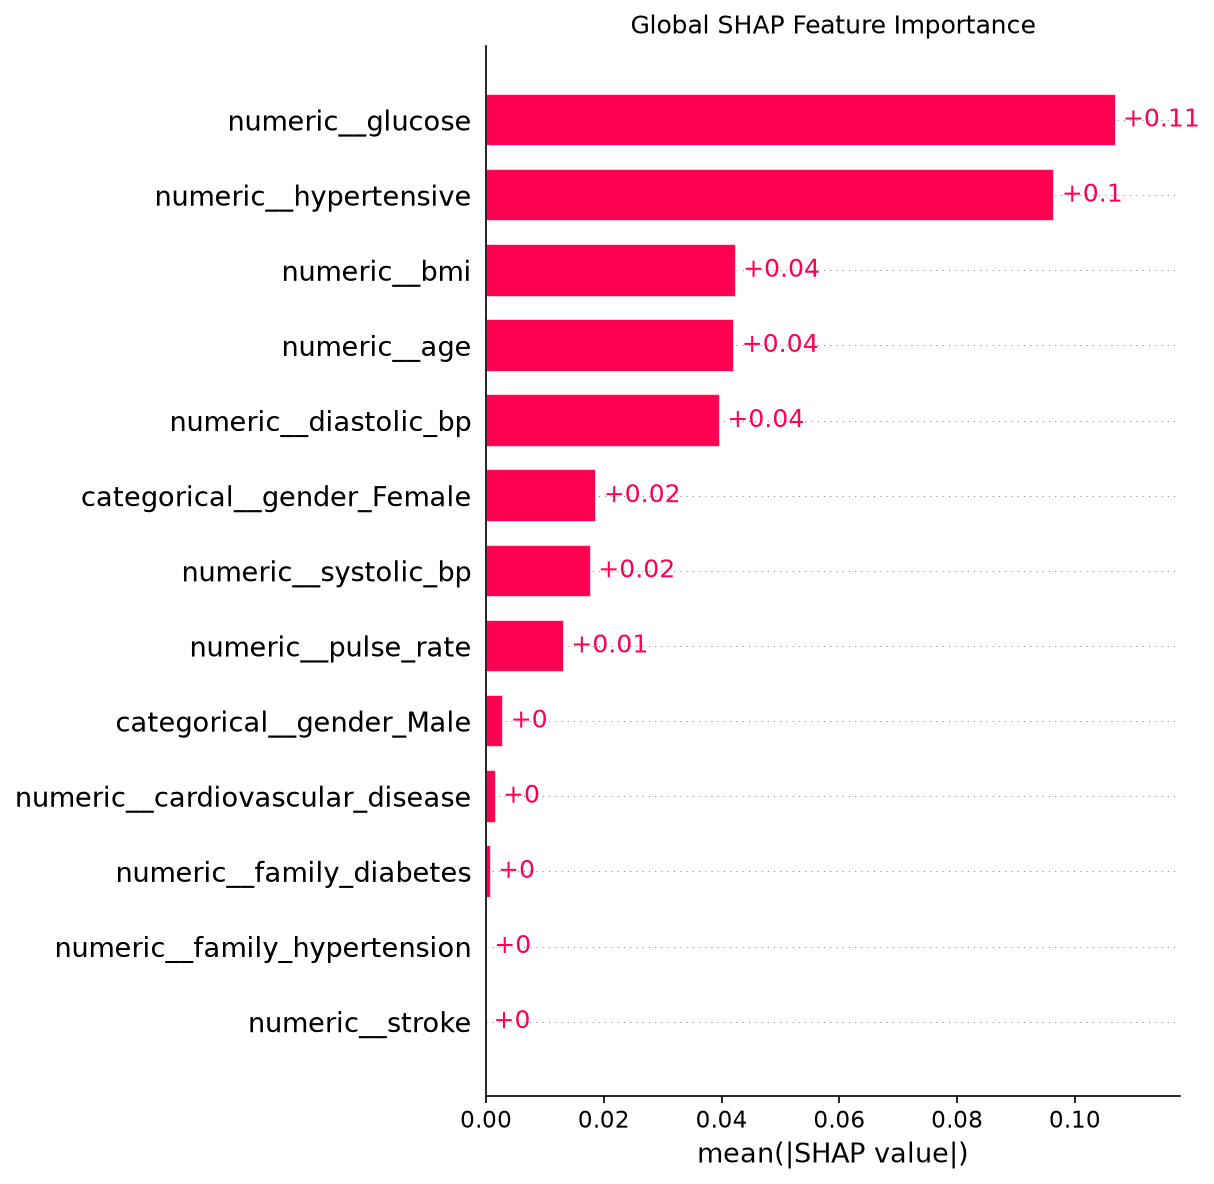 Global SHAP Feature Importance
numeric__glucose +0.11
numeric__hypertensive +0.1
numeric__bmi +0.04
numeric__age +0.04
numeric__diastolic_bp +0.04
categorical__gender_Female +0.02
numeric__systolic_bp +0.02
numeric__pulse_rate +0.01
categorical__gender_Male +0
numeric__cardiovascular_disease +0
numeric__family_diabetes +0
numeric__family_hypertension +0
numeric__stroke +0
0.00 0.02 0.04 0.06 0.08 0.10
mean(|SHAP value|)